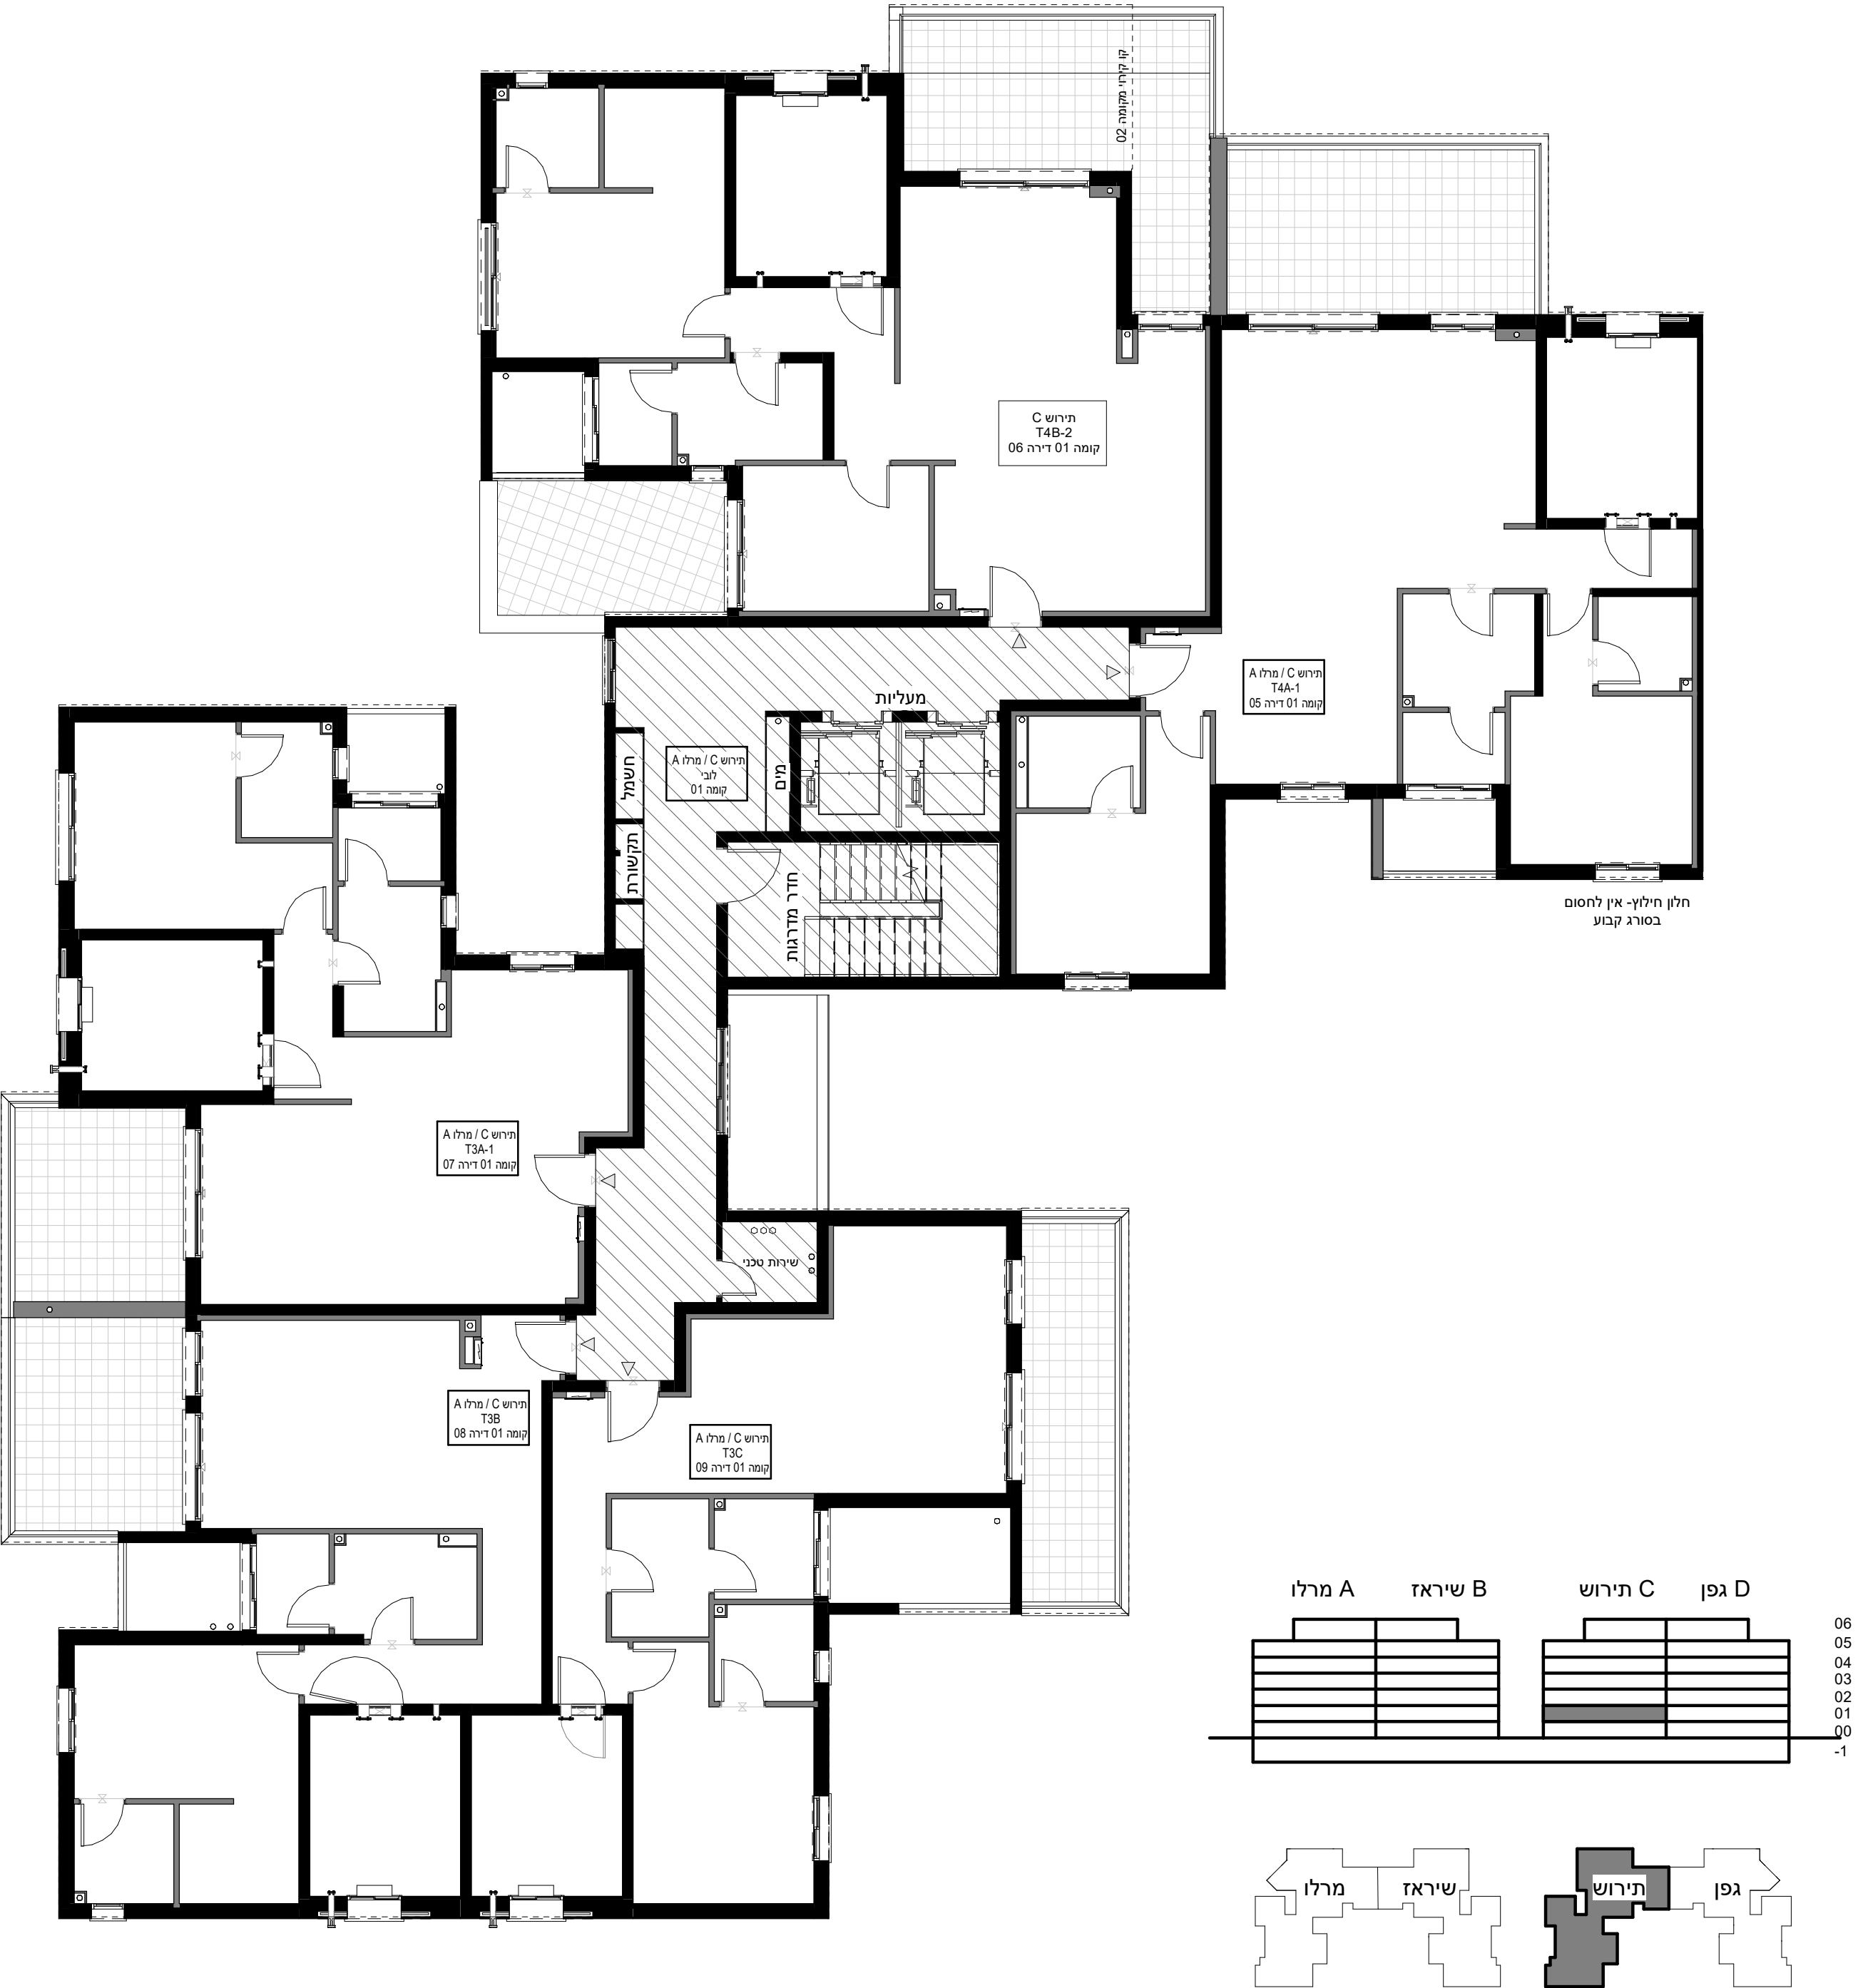 קו קירוי מקומה 02
תירוש C
T4B-2
קומה 01 דירה 06
תירוש C / מרלו A
T4A-1
קומה 01 דירה 05
מעליות
תירוש C / מרלו A
לובי
קומה 01
מים
חשמל
תקשורת
חדר מדרגות
חלון חילוץ- אין לחסום
בסורג קבוע
תירוש C / מרלו A
T3A-1
קומה 01 דירה 07
שירות טכני
תירוש C / מרלו A
T3B
קומה 01 דירה 08
תירוש C / מרלו A
T3C
קומה 01 דירה 09
מרלו A
שיראז B
תירוש C
גפן D
06
05
04
03
02
01
00
-1
מרלו
שיראז
תירוש
גפן